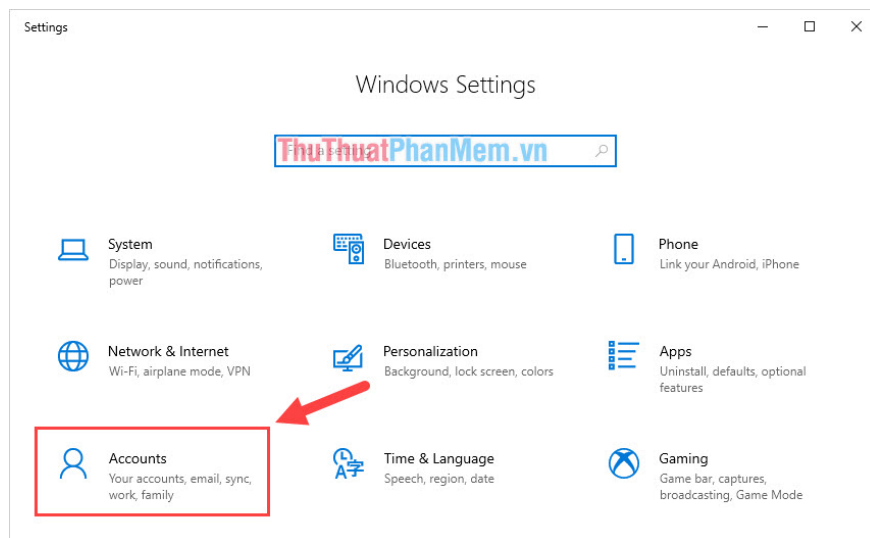 Settings
Windows Settings
Find a setting
ThuThuatPhanMem.vn
System
Display, sound, notifications,
power
Devices
Bluetooth, printers, mouse
Phone
Link your Android, iPhone
Network & Internet
Wi-Fi, airplane mode, VPN
Personalization
Background, lock screen, colors
Apps
Uninstall, defaults, optional
features
Accounts
Your accounts, email, sync,
work, family
Time & Language
Speech, region, date
Gaming
Game bar, captures,
broadcasting, Game Mode